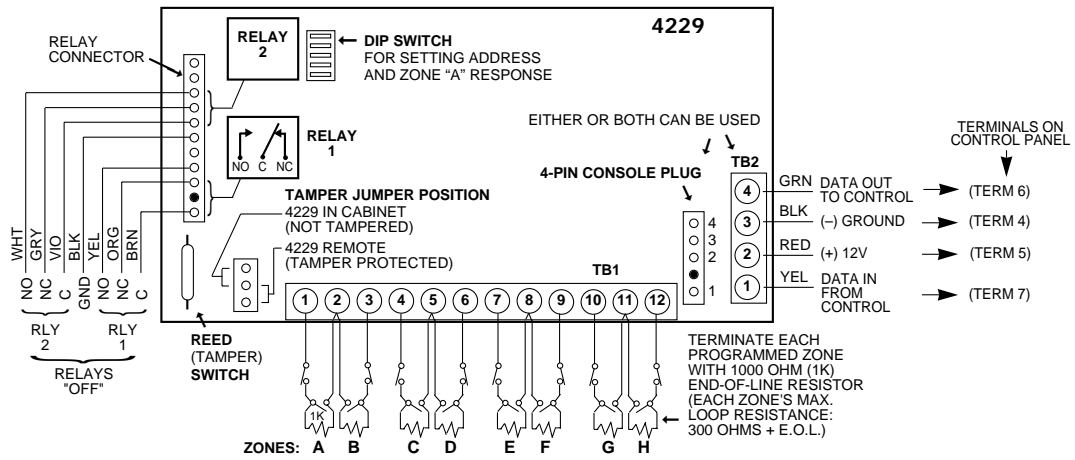 4229
RELAY
CONNECTOR
RELAY
2
DIP SWITCH
FOR SETTING ADDRESS
AND ZONE “A” RESPONSE
NO C NC
RELAY
1
EITHER OR BOTH CAN BE USED
TERMINALS ON
CONTROL PANEL
TB2
4-PIN CONSOLE PLUG
4
3
2
1
4
3
2
1
GRN
DATA OUT
TO CONTROL
(TERM 6)
BLK
(–) GROUND
(TERM 4)
RED
(+) 12V
(TERM 5)
YEL
DATA IN
FROM
CONTROL
(TERM 7)
TAMPER JUMPER POSITION
4229 IN CABINET
(NOT TAMPERED)
4229 REMOTE
(TAMPER PROTECTED)
TB1
1 2 3 4 5 6 7 8 9 10 11 12
WHT
GRY
VIO
BLK
YEL
ORG
BRN
NO
NC
C
GND
NO
NC
C
RLY
2
RLY
1
RELAYS
"OFF"
REED
(TAMPER)
SWITCH
TERMINATE EACH
PROGRAMMED ZONE
WITH 1000 OHM (1K)
END-OF-LINE RESISTOR
(EACH ZONE'S MAX.
LOOP RESISTANCE:
300 OHMS + E.O.L.)
1K
ZONES: A B C D E F G H